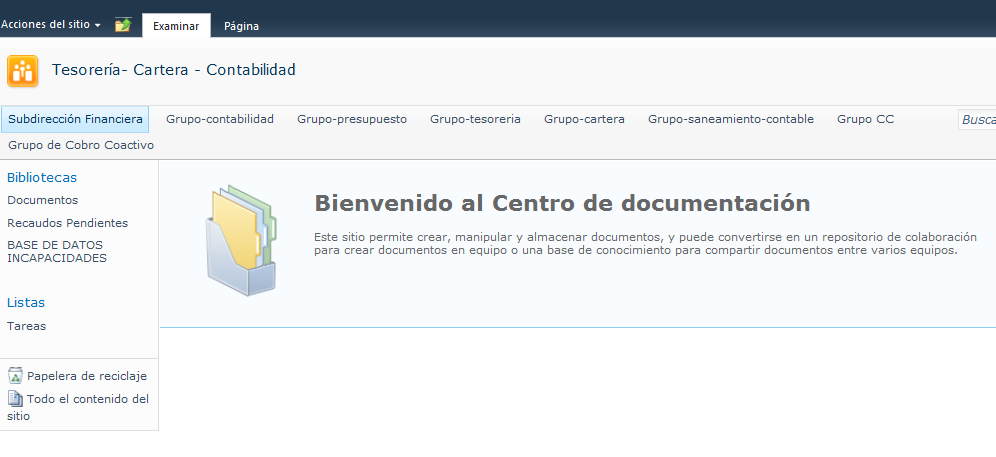 Acciones del sitio
Examinar
Página
Tesorería- Cartera - Contabilidad
Subdirección Financiera
Grupo-contabilidad
Grupo-presupuesto
Grupo-tesoreria
Grupo-cartera
Grupo-saneamiento-contable
Grupo CC
Busca
Grupo de Cobro Coactivo
Bibliotecas
Documentos
Recaudos Pendientes
BASE DE DATOS
INCAPACIDADES
Listas
Tareas
Papelera de reciclaje
Todo el contenido del
sitio
Bienvenido al Centro de documentación
Este sitio permite crear, manipular y almacenar documentos, y puede convertirse en un repositorio de colaboración
para crear documentos en equipo o una base de conocimiento para compartir documentos entre varios equipos.